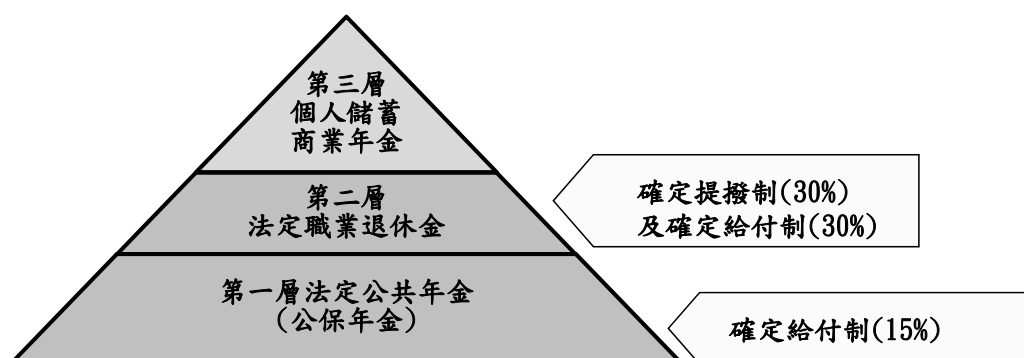 第三層
個人儲蓄
商業年金
第二層
法定職業退休金
確定提撥制(30%)
及確定給付制(30%)
第一層法定公共年金
(公保年金)
確定給付制(15%)